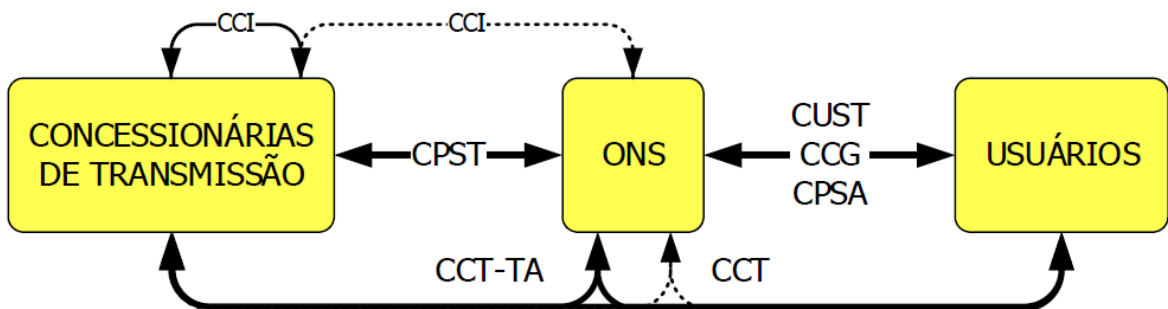 CCI
CCI
CONCESSIONÁRIAS
DE TRANSMISSÃO
CPST
ONS
CUST
CCG
CPSA
USUÁRIOS
CCT-TA
CCT